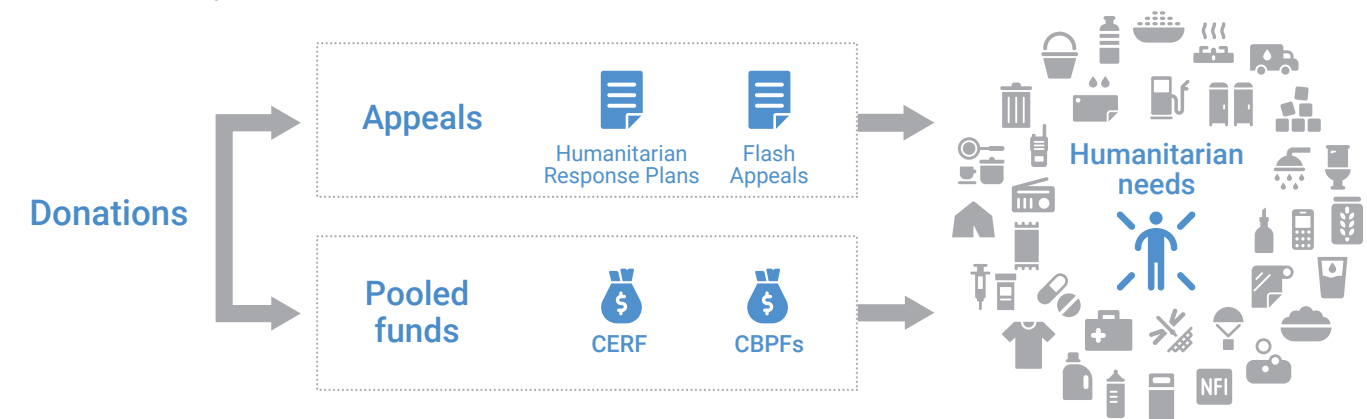 Donations
Appeals
Humanitarian
Response Plans
Flash
Appeals
Pooled
funds
$
CERF
$
CBPFs
Humanitarian
needs
NFI